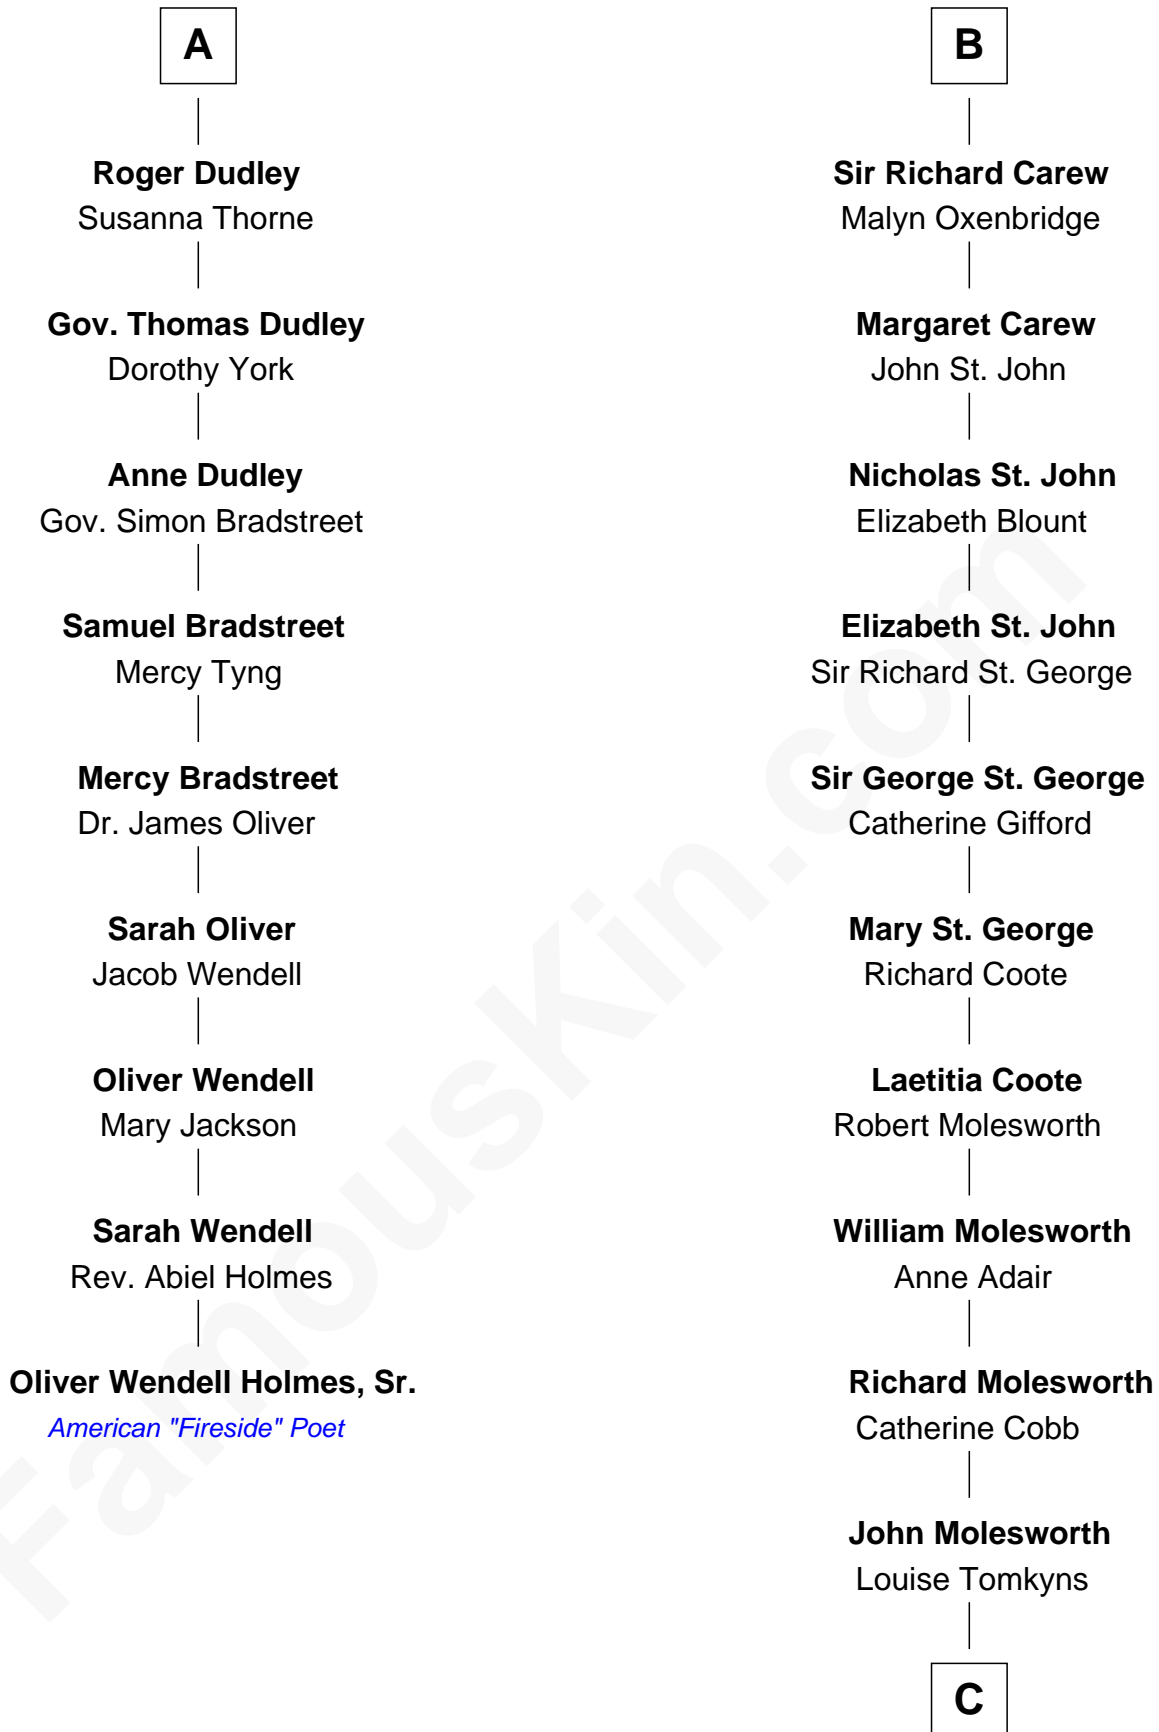 A
Roger Dudley
Susanna Thorne
Gov. Thomas Dudley
Dorothy York
Anne Dudley
Gov. Simon Bradstreet
Samuel Bradstreet
Mercy Tyng
Mercy Bradstreet
Dr. James Oliver
Sarah Oliver
Jacob Wendell
Oliver Wendell
Mary Jackson
Sarah Wendell
Rev. Abiel Holmes
Oliver Wendell Holmes, Sr.
American "Fireside" Poet
B
Sir Richard Carew
Malyn Oxenbridge
Margaret Carew
John St. John
Nicholas St. John
Elizabeth Blount
Elizabeth St. John
Sir Richard St. George
Sir George St. George
Catherine Gifford
Mary St. George
Richard Coote
Laetitia Coote
Robert Molesworth
William Molesworth
Anne Adair
Richard Molesworth
Catherine Cobb
John Molesworth
Louise Tomkyns
C
FamousKin.com